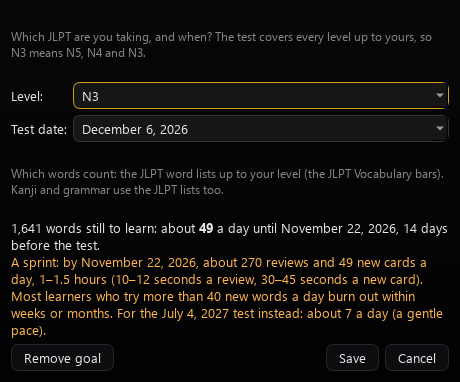 Which JLPT are you taking, and when? The test covers every level up to yours, so
N3 means N5, N4 and N3.
Level: N3
Test date: December 6, 2026
Which words count: the JLPT word lists up to your level (the JLPT Vocabulary bars).
Kanji and grammar use the JLPT lists too.
1,641 words still to learn: about 49 a day until November 22, 2026, 14 days
before the test.
A sprint: by November 22, 2026, about 270 reviews and 49 new cards a
day, 1–1.5 hours (10–12 seconds a review, 30–45 seconds a new card).
Most learners who try more than 40 new words a day burn out within
weeks or months. For the July 4, 2027 test instead: about 7 a day (a gentle
pace).
Remove goal Save Cancel